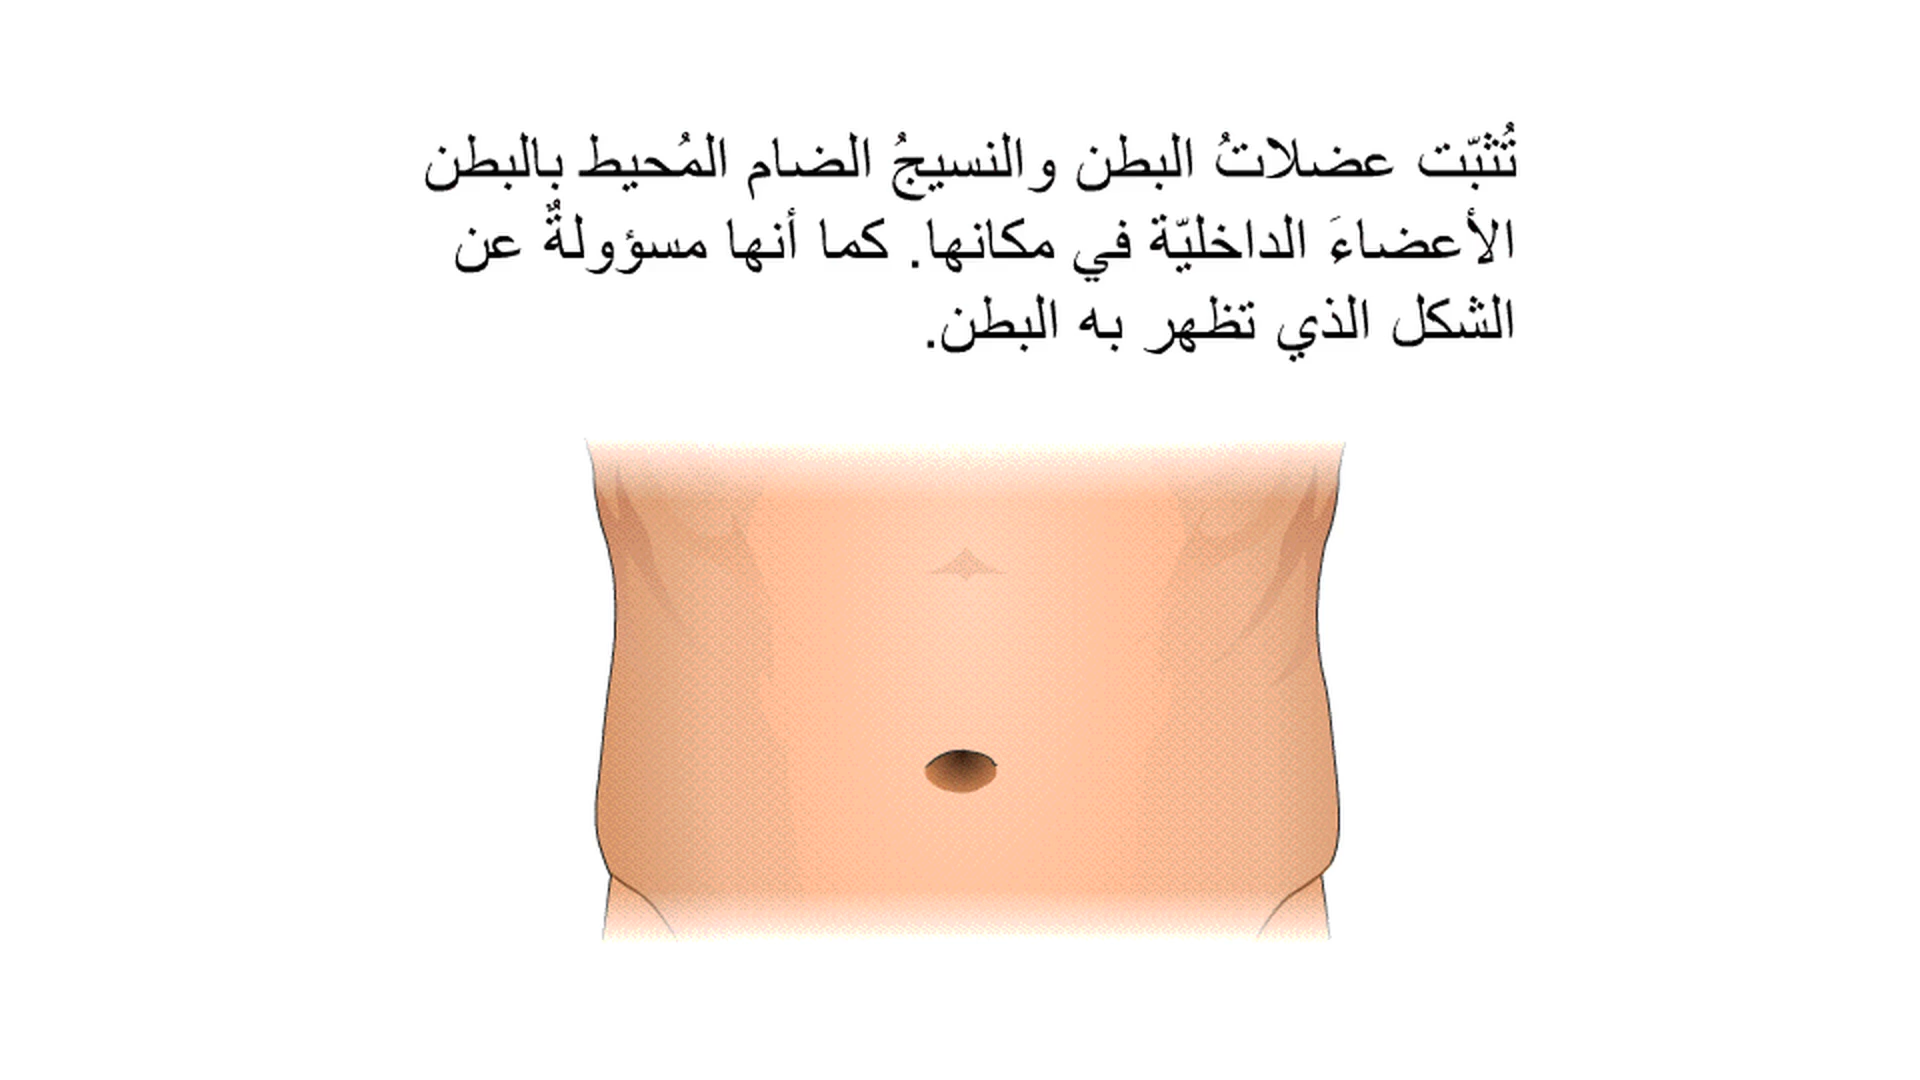 تُثبّت عضلاتُ البطن والنسيجُ الضام المُحيط بالبطن
الأعضاءَ الداخليّة في مكانها. كما أنها مسؤولةٌ عن
الشكل الذي تظهر به البطن.